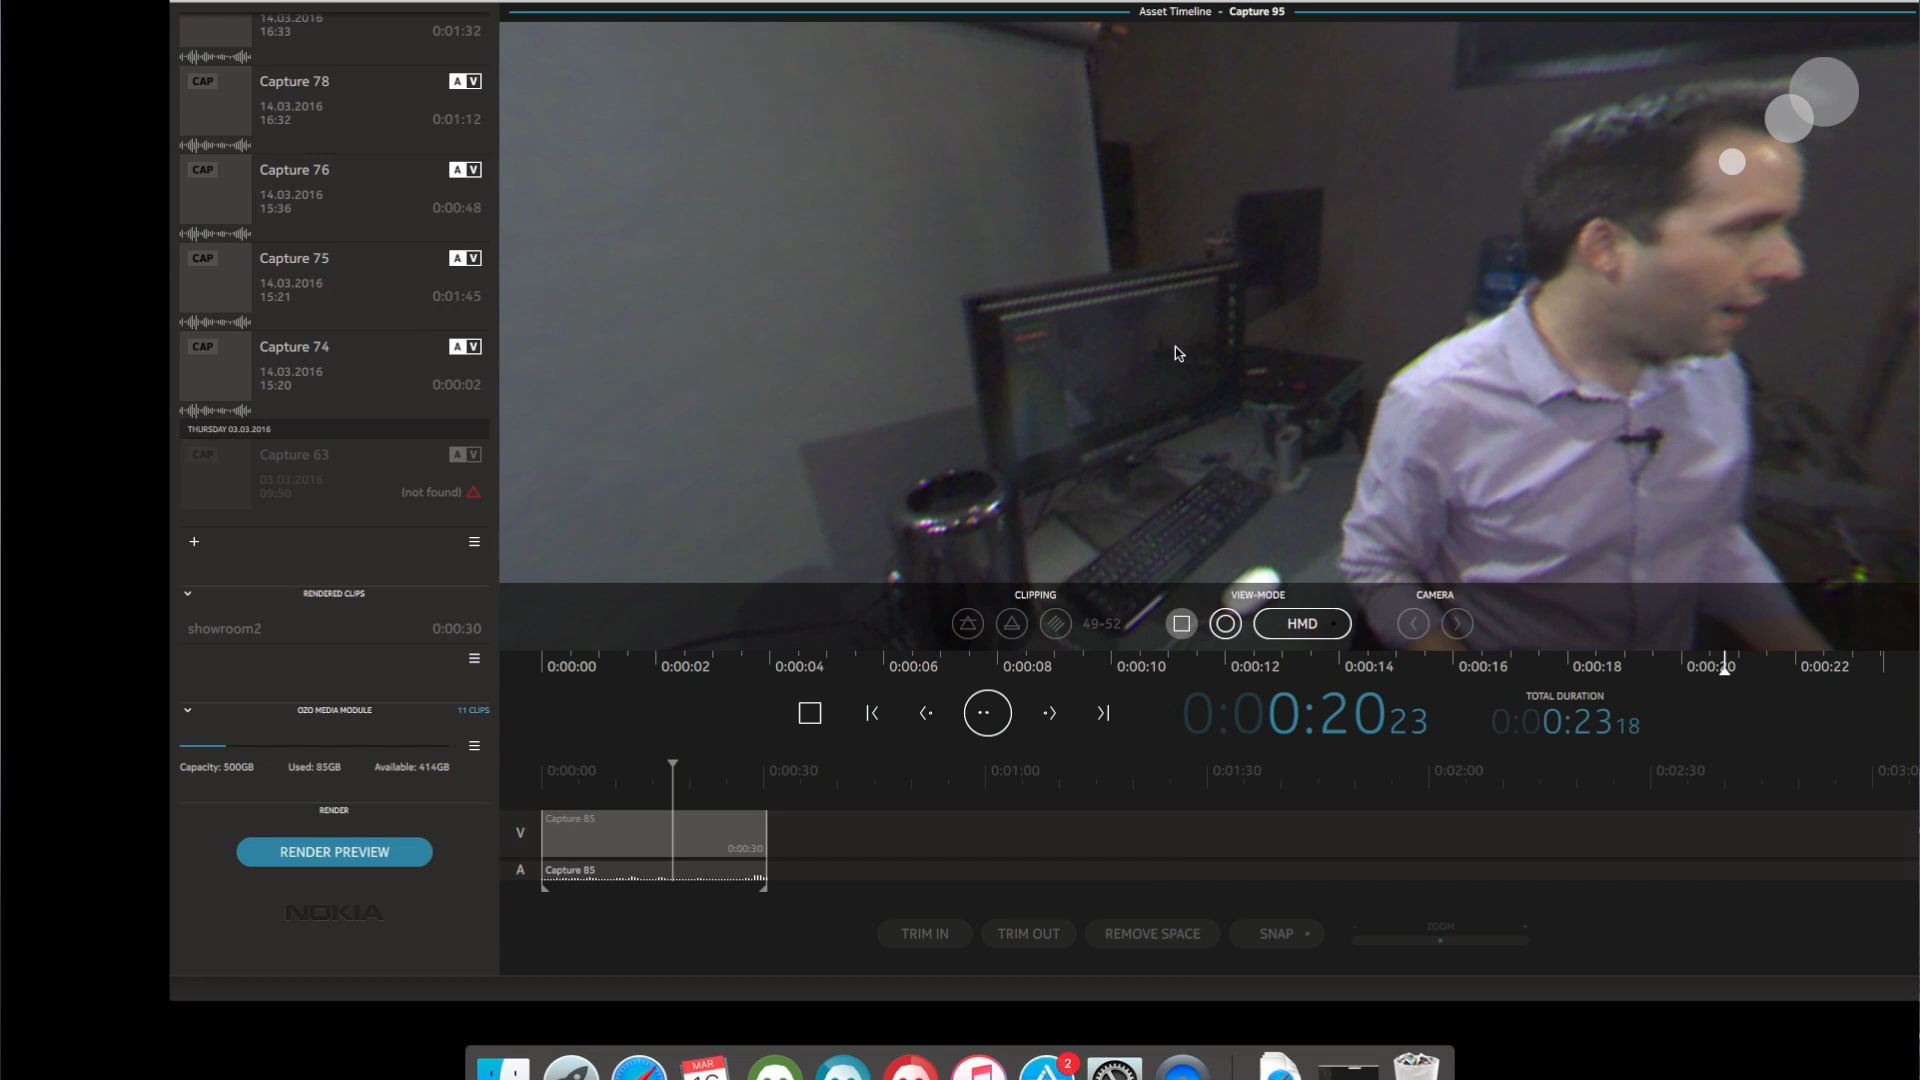 Asset Timeline - Capture 95
14.03.2016
16:33
0:01:32
CAP
Capture 78
A V
14.03.2016
16:32
0:01:12
CAP
Capture 76
A V
14.03.2016
15:36
0:00:48
CAP
Capture 75
A V
14.03.2016
15:21
0:01:45
CAP
Capture 74
A V
14.03.2016
15:20
0:00:02
THURSDAY 03.03.2016
CAP
Capture 63
A V
03.03.2016
09:50
(not found)
RENDERED CLIPS
showroom2
0:00:30
OZO MEDIA MODULE
11 CLIPS
Capacity: 500GB
Used: 85GB
Available: 414GB
RENDER
RENDER PREVIEW
NOKIA
CLIPPING
VIEW-MODE
CAMERA
49-52
HMD
0:00:00 0:00:02 0:00:04 0:00:06 0:00:08 0:00:10 0:00:12 0:00:14 0:00:16 0:00:18 0:00:20 0:00:22
0:00:20 23
TOTAL DURATION
0:00:23 18
0:00:00 0:00:30 0:01:00 0:01:30 0:02:00 0:02:30 0:03:0
V
Capture 85
0:00:30
A
Capture 85
TRIM IN
TRIM OUT
REMOVE SPACE
SNAP
ZOOM
MAR
2